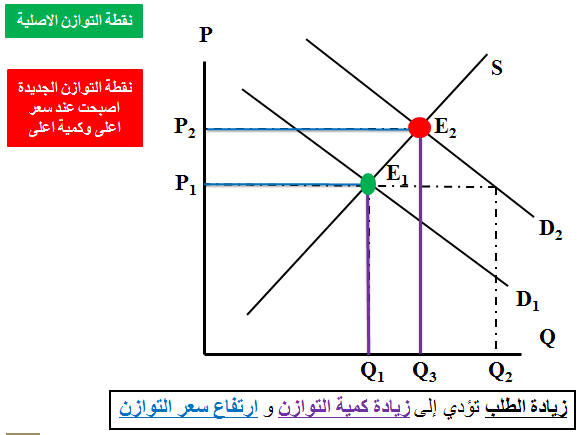 نقطة التوازن الاصلية
نقطة التوازن الجديدة
اصبحت عند سعر
اعلى وكمية اعلى
P
S
P2
E2
P1
E1
D2
D1
Q
Q1
Q3
Q2
زيادة الطلب تؤدي إلى زيادة كمية التوازن و ارتفاع سعر التوازن